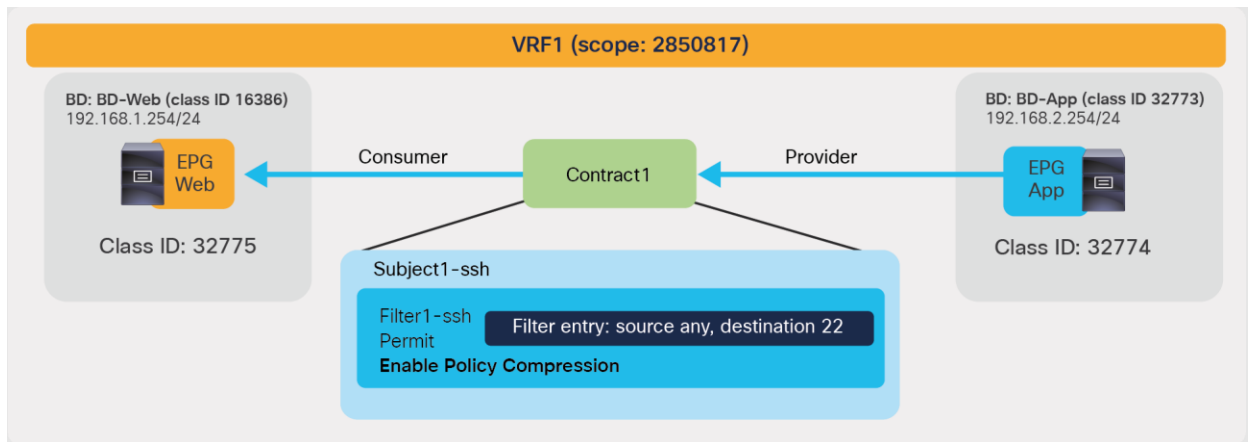 VRF1 (scope: 2850817)
BD: BD-Web (class ID 16386)
192.168.1.254/24
EPG
Web
Class ID: 32775
Consumer
Contract1
Provider
BD: BD-App (class ID 32773)
192.168.2.254/24
EPG
App
Class ID: 32774
Subject1-ssh
Filter1-ssh
Permit
Filter entry: source any, destination 22
Enable Policy Compression